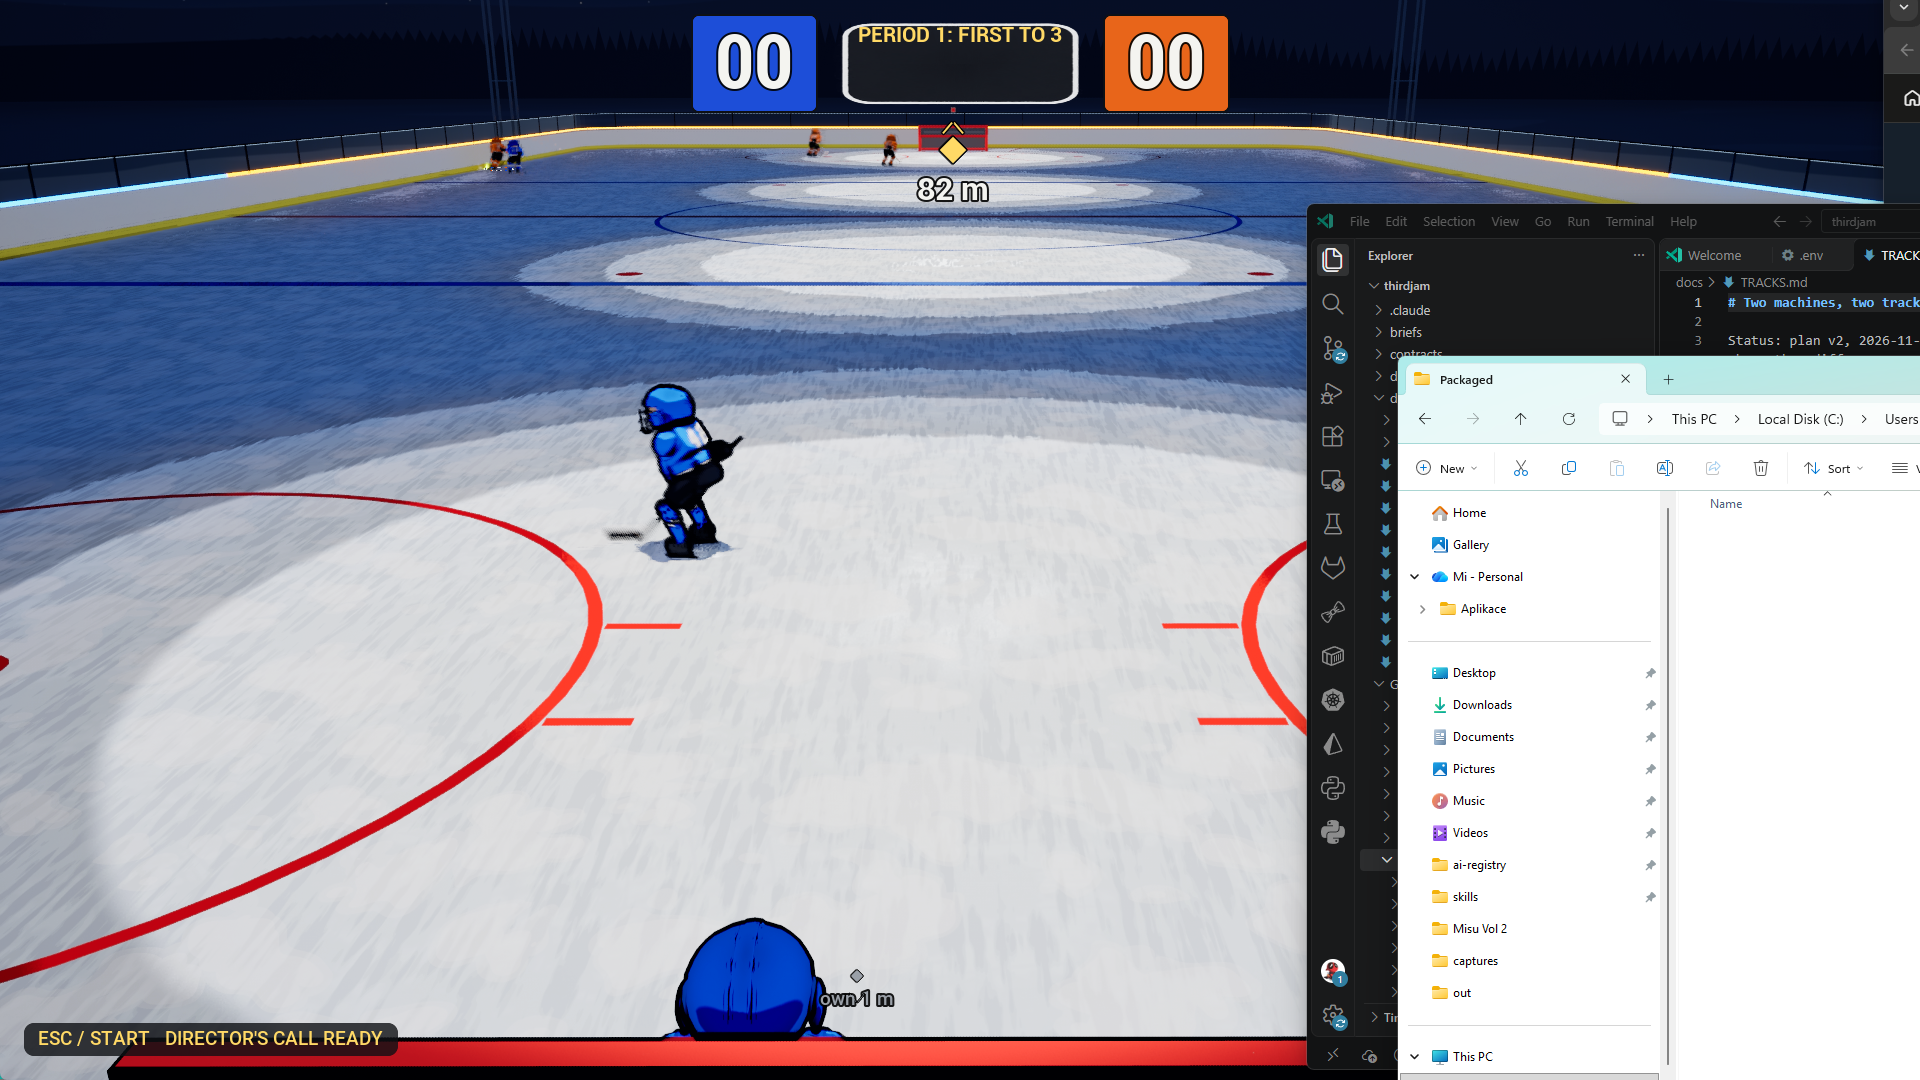 00
PERIOD 1: FIRST TO 3
00
82 m
own 1 m
ESC / START DIRECTOR'S CALL READY
File Edit Selection View Go Run Terminal Help
thirdjam
Explorer
Welcome
.env
TRACK
docs > TRACKS.md
thirdjam
.claude
briefs
contracts
1 # Two machines, two track
2
3 Status: plan v2, 2026-11-
Packaged
This PC > Local Disk (C:) > Users
New
Sort
Name
Home
Gallery
Mi - Personal
Aplikace
Desktop
Downloads
Documents
Pictures
Music
Videos
ai-registry
skills
Misu Vol 2
captures
out
This PC
1